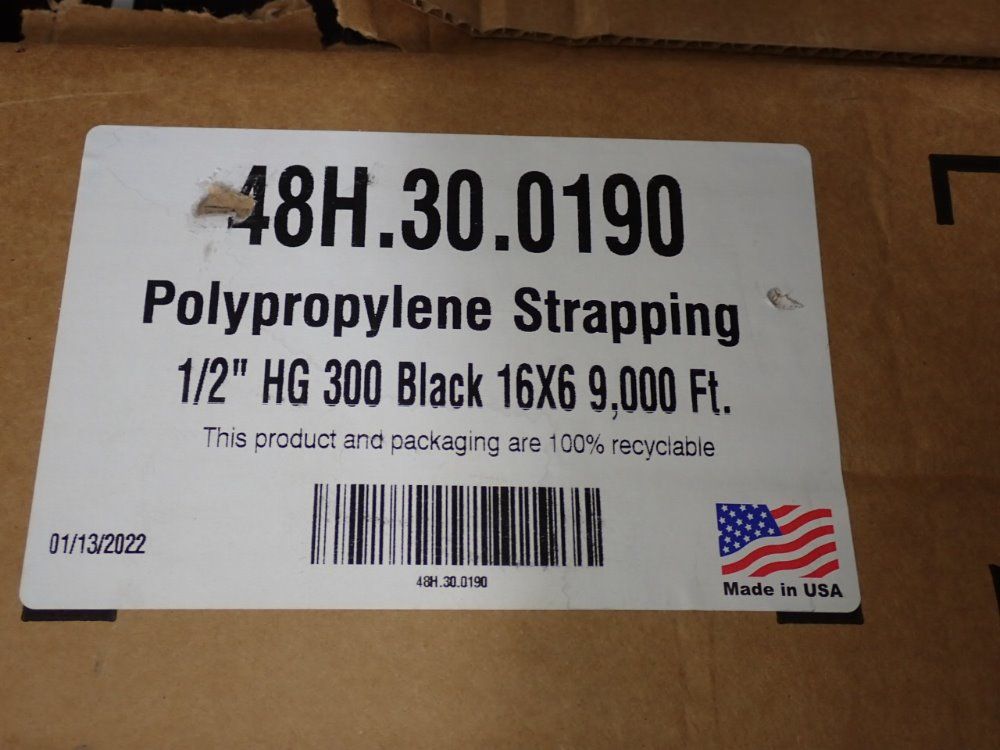 48H.30.0190
Polypropylene Strapping
1/2" HG 300 Black 16X6 9,000 Ft.
This product and packaging are 100% recyclable
01/13/2022
48H.30.0190
Made in USA